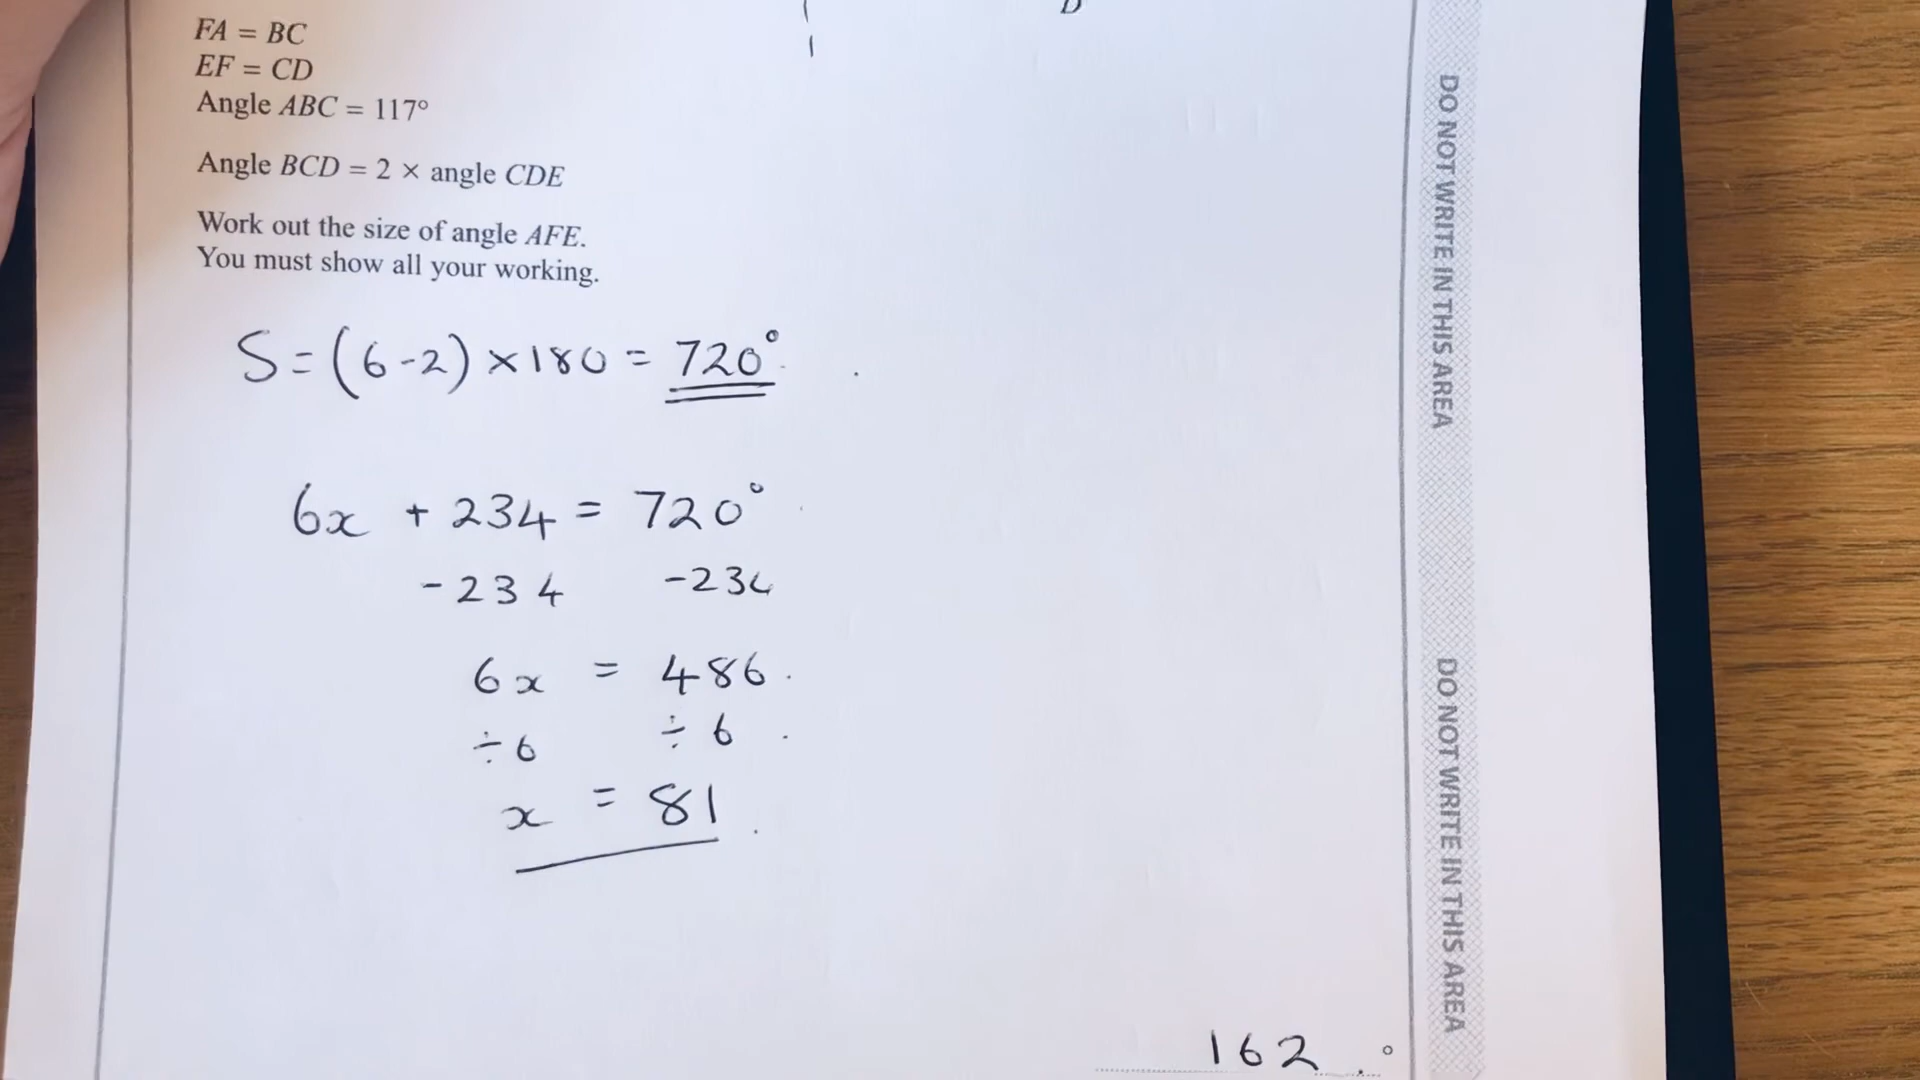 D
FA = BC
EF = CD
Angle ABC = 117°
Angle BCD = 2 × angle CDE
Work out the size of angle AFE.
You must show all your working.
S = (6-2) × 180 = 720°
6x + 234 = 720°
-234 -234
6x = 486
÷6 ÷6
x = 81
162 °
DO NOT WRITE IN THIS AREA
DO NOT WRITE IN THIS AREA